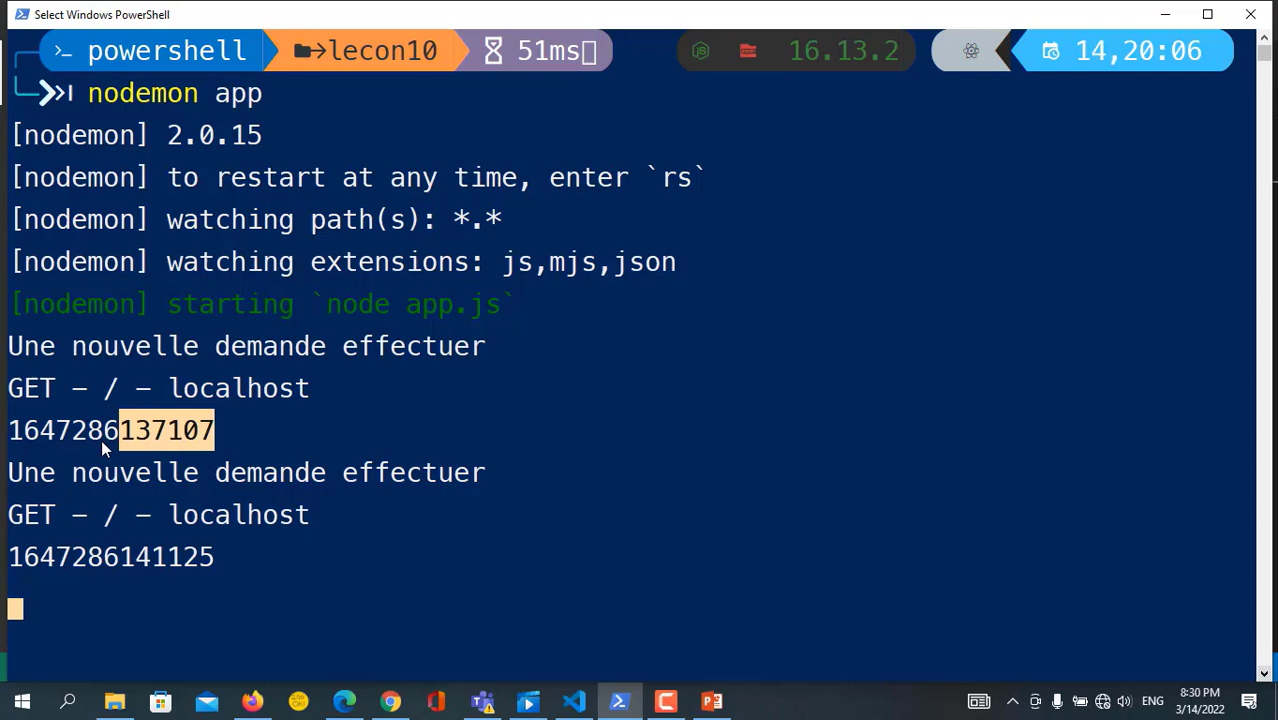 Select Windows PowerShell
powershell lecon10 51ms 16.13.2 14,20:06
nodemon app
[nodemon] 2.0.15
[nodemon] to restart at any time, enter `rs`
[nodemon] watching path(s): *.*
[nodemon] watching extensions: js,mjs,json
[nodemon] starting `node app.js`
Une nouvelle demande effectuer
GET - / - localhost
1647286137107
Une nouvelle demande effectuer
GET - / - localhost
1647286141125
ENG 8:30 PM
3/14/2022